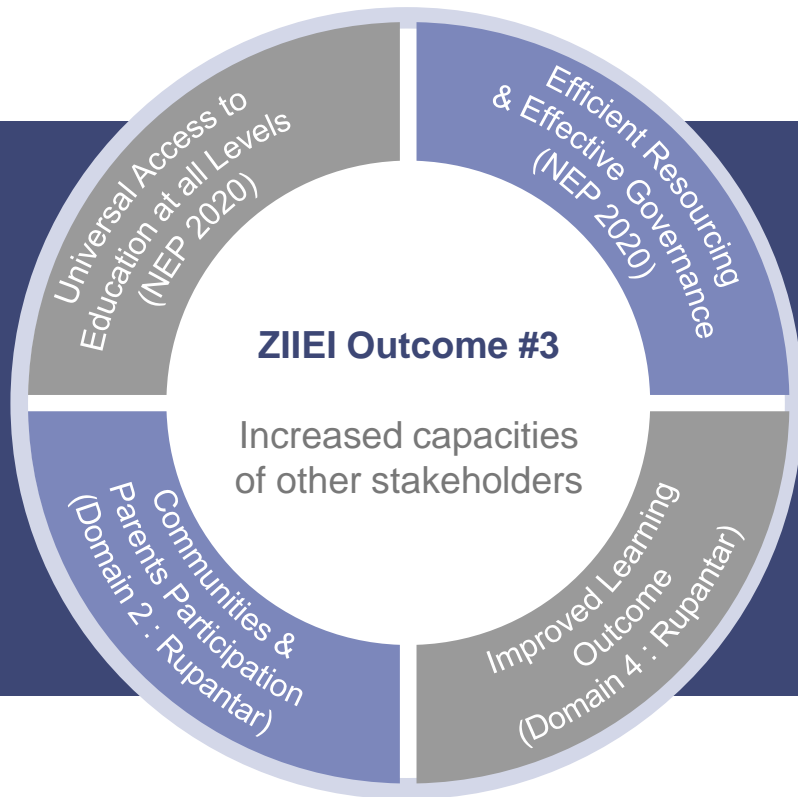 Universal Access to
Education at all Levels
(NEP 2020)
Efficient Resourcing
& Effective Governance
(NEP 2020)
ZIIEI Outcome #3
Increased capacities
of other stakeholders
Communities &
Parents Participation
(Domain 2 : Rupantar)
Improved Learning
Outcome
(Domain 4 : Rupantar)